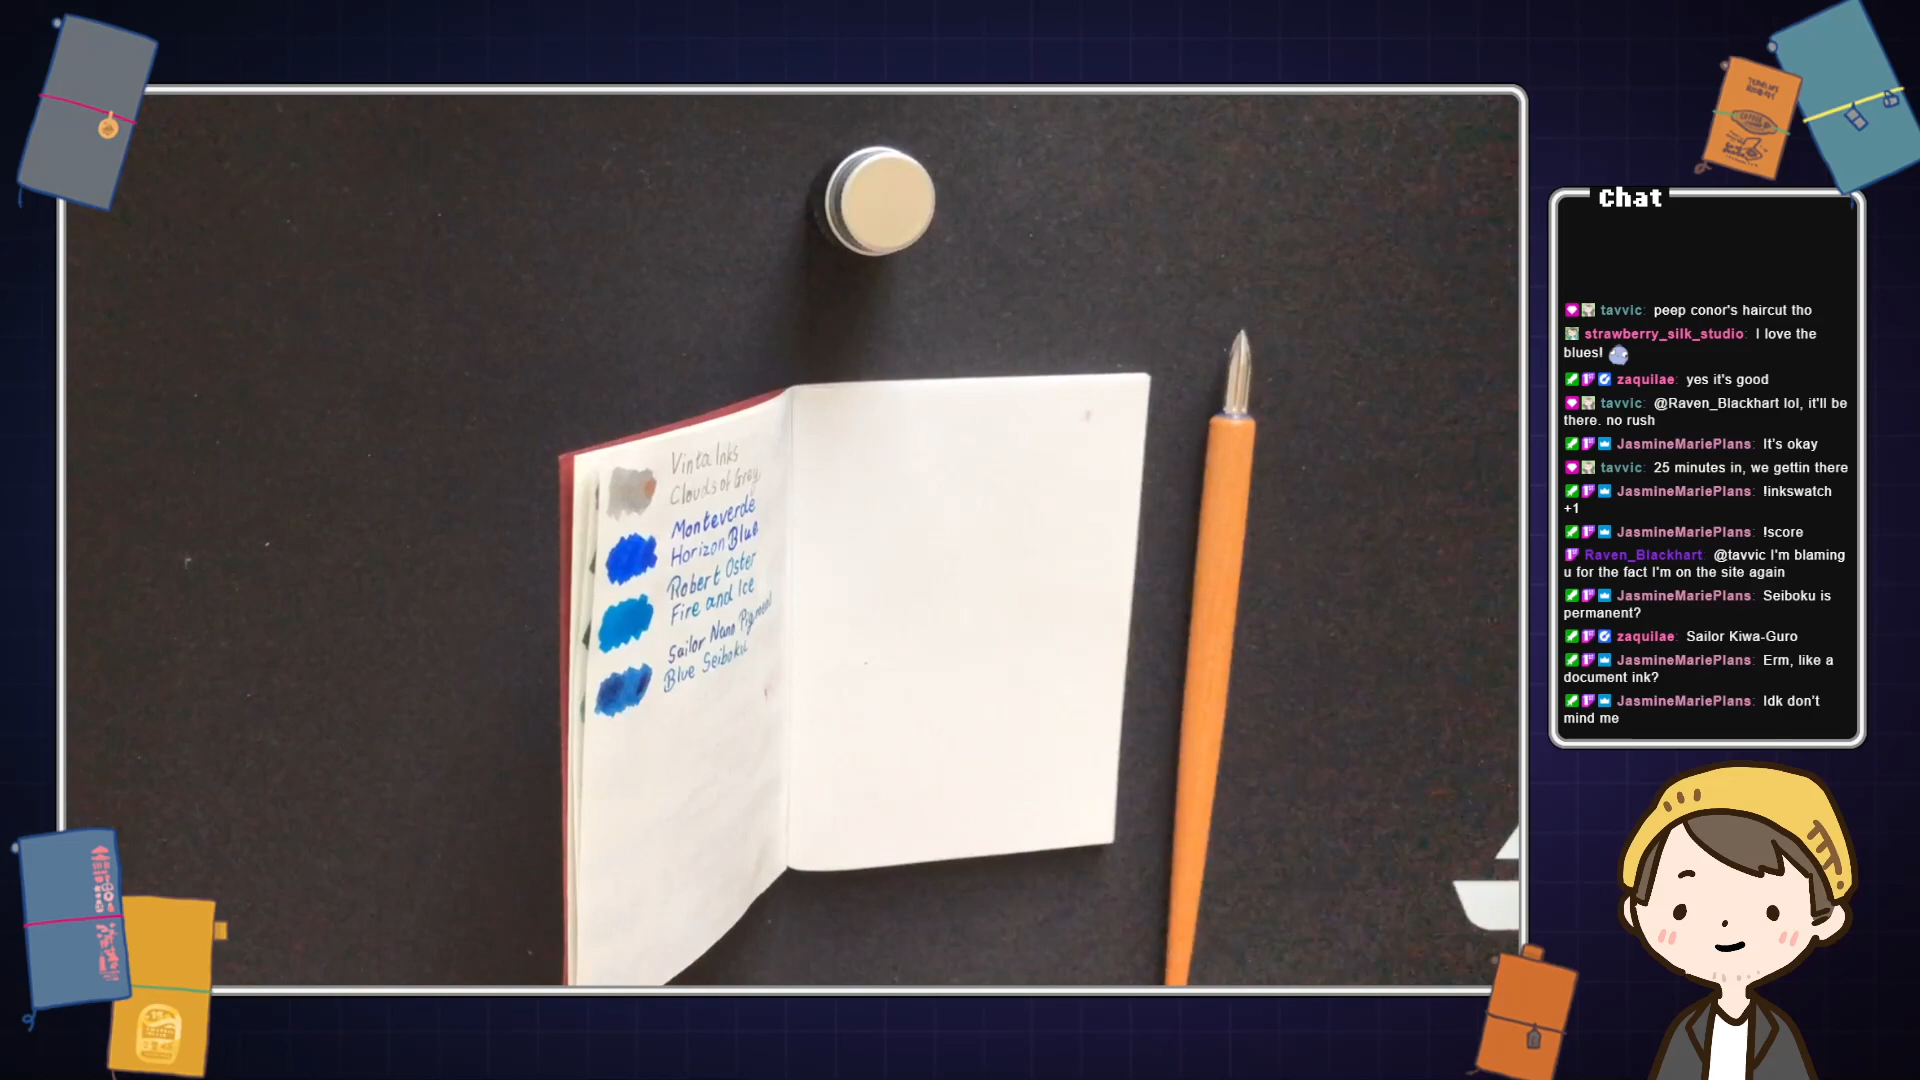 Vinta Inks
Clouds of Grey
Monteverde
Horizon Blue
Robert Oster
Fire and Ice
Sailor Nano Pigment
Blue Seiboku
chat
tavvic: peep conor's haircut tho
strawberry_silk_studio: I love the
blues!
zaquilae: yes it's good
tavvic: @Raven_Blackhart lol, it'll be
there. no rush
JasmineMariePlans: It's okay
tavvic: 25 minutes in, we gettin there
JasmineMariePlans: !inkswatch
+1
JasmineMariePlans: !score
Raven_Blackhart: @tavvic I'm blaming
u for the fact I'm on the site again
JasmineMariePlans: Seiboku is
permanent?
zaquilae: Sailor Kiwa-Guro
JasmineMariePlans: Erm, like a
document ink?
JasmineMariePlans: Idk don't
mind me